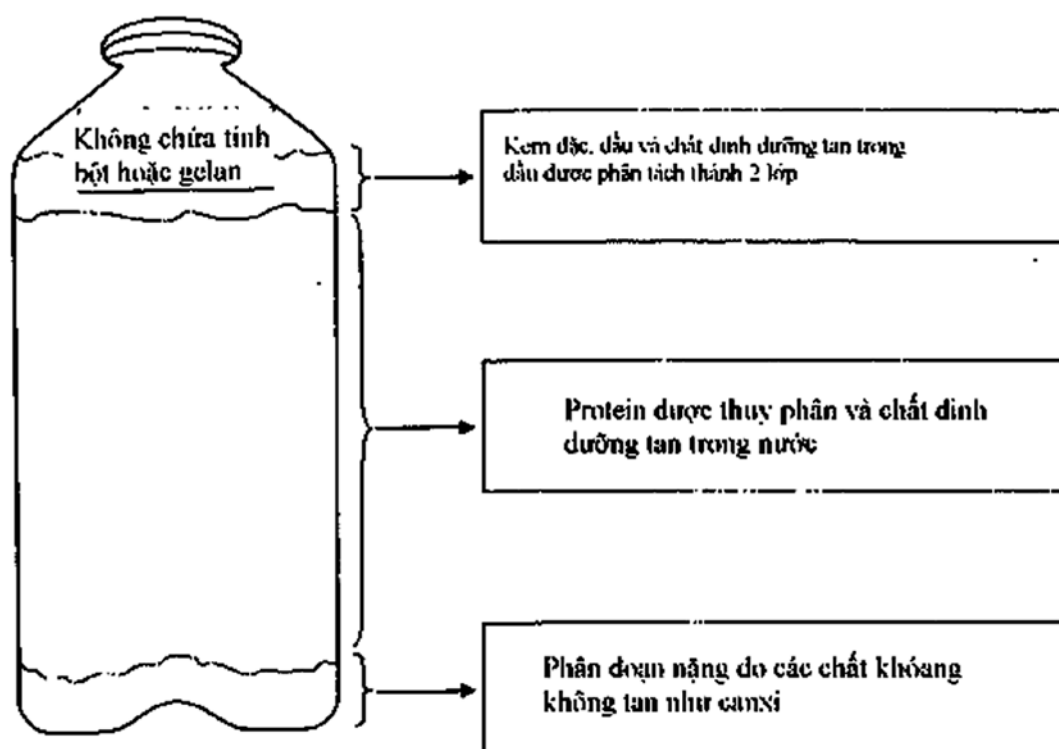 Không chứa tinh
bột hoặc gelan
Kem đặc, dầu và chất dinh dưỡng tan trong
dầu được phân tách thành 2 lớp
Protein được thuy phân và chất dinh
dưỡng tan trong nước
Phân đoạn nặng do các chất khóang
không tan như canxi